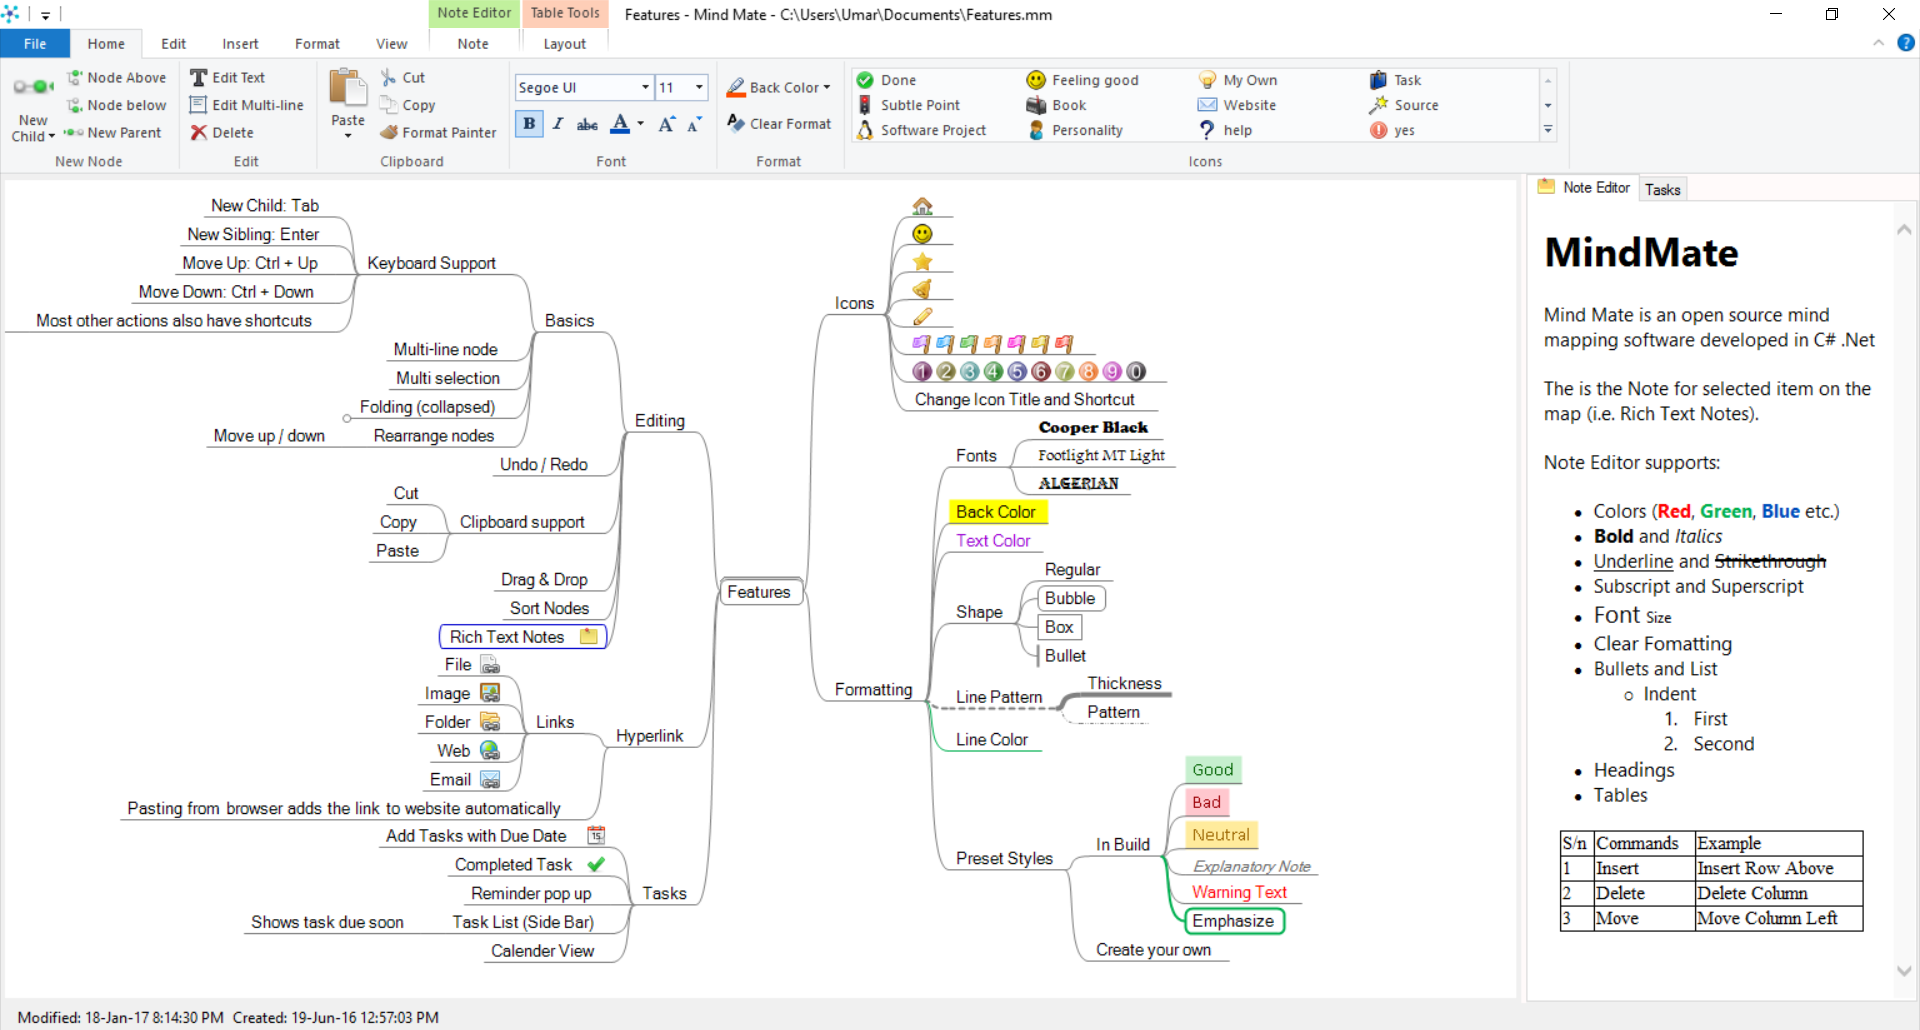 Note Editor Table Tools Features - Mind Mate - C:\Users\Umar\Documents\Features.mm
File Home Edit Insert Format View Note Layout
New Child
Node Above
Node below
New Parent
New Node
Edit Text
Edit Multi-line
Delete
Edit
Paste
Cut
Copy
Format Painter
Clipboard
Segoe UI 11
B I abc A A A
Font
Back Color
Clear Format
Format
Done Feeling good My Own Task
Subtle Point Book Website Source
Software Project Personality help yes
Icons
New Child: Tab
New Sibling: Enter
Move Up: Ctrl + Up
Move Down: Ctrl + Down
Most other actions also have shortcuts
Keyboard Support
Basics
Multi-line node
Multi selection
Folding (collapsed)
Move up / down
Rearrange nodes
Editing
Undo / Redo
Cut
Copy
Paste
Clipboard support
Drag & Drop
Sort Nodes
Rich Text Notes
Features
File
Image
Folder
Web
Email
Links
Hyperlink
Pasting from browser adds the link to website automatically
Add Tasks with Due Date
15
Completed Task
Reminder pop up
Tasks
Shows task due soon
Task List (Side Bar)
Calender View
Icons
1 2 3 4 5 6 7 8 9 0
Change Icon Title and Shortcut
Formatting
Fonts
Cooper Black
Footlight MT Light
ALGERIAN
Back Color
Text Color
Shape
Regular
Bubble
Box
Bullet
Line Pattern
Thickness
Pattern
Line Color
Preset Styles
In Build
Good
Bad
Neutral
Explanatory Note
Warning Text
Emphasize
Create your own
Note Editor Tasks
MindMate
Mind Mate is an open source mind
mapping software developed in C# .Net
The is the Note for selected item on the
map (i.e. Rich Text Notes).
Note Editor supports:
• Colors (Red, Green, Blue etc.)
• Bold and Italics
• Underline and Strikethrough
• Subscript and Superscript
• Font Size
• Clear Fomatting
• Bullets and List
o Indent
1. First
2. Second
• Headings
• Tables
S/n Commands Example
1 Insert Insert Row Above
2 Delete Delete Column
3 Move Move Column Left
Modified: 18-Jan-17 8:14:30 PM Created: 19-Jun-16 12:57:03 PM